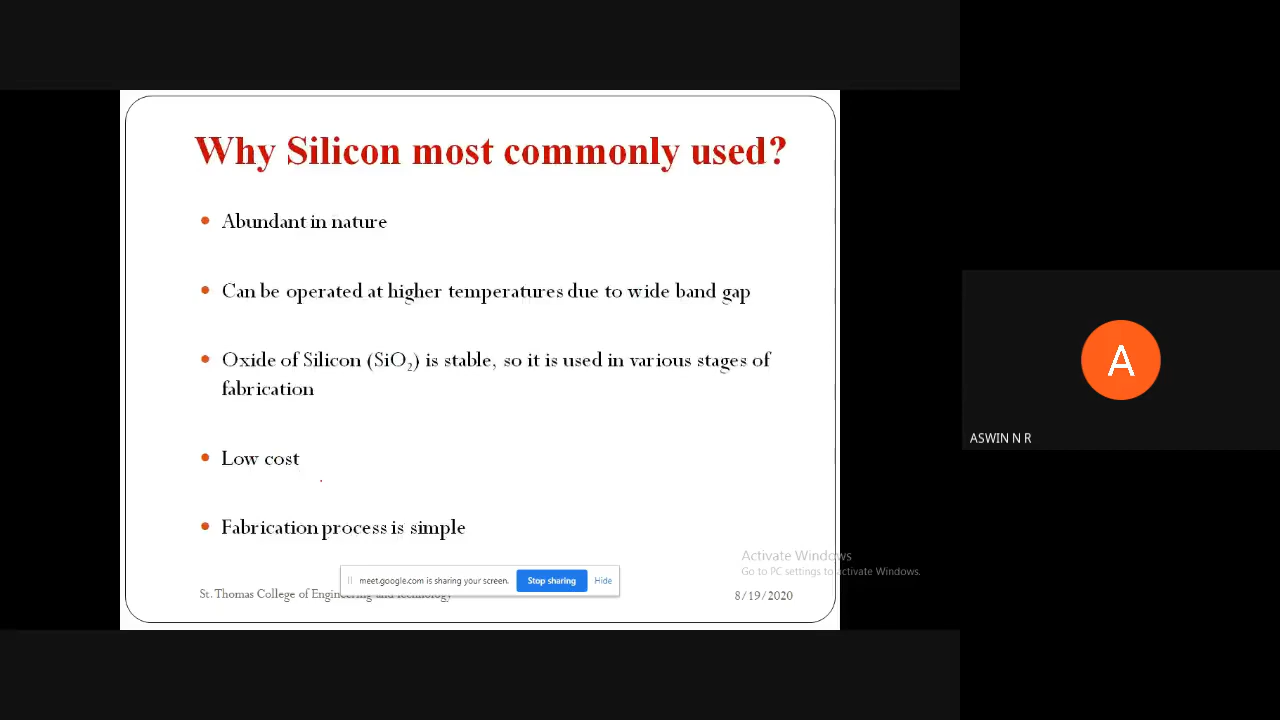 Why Silicon most commonly used?
Abundant in nature
Can be operated at higher temperatures due to wide band gap
Oxide of Silicon (SiO₂) is stable, so it is used in various stages of
fabrication
Low cost
Fabrication process is simple
Activate Windows
Go to PC settings to activate Windows.
meet.google.com is sharing your screen.
Stop sharing
Hide
St. Thomas College of Engineering and Technology
8/19/2020
A
ASWIN N R